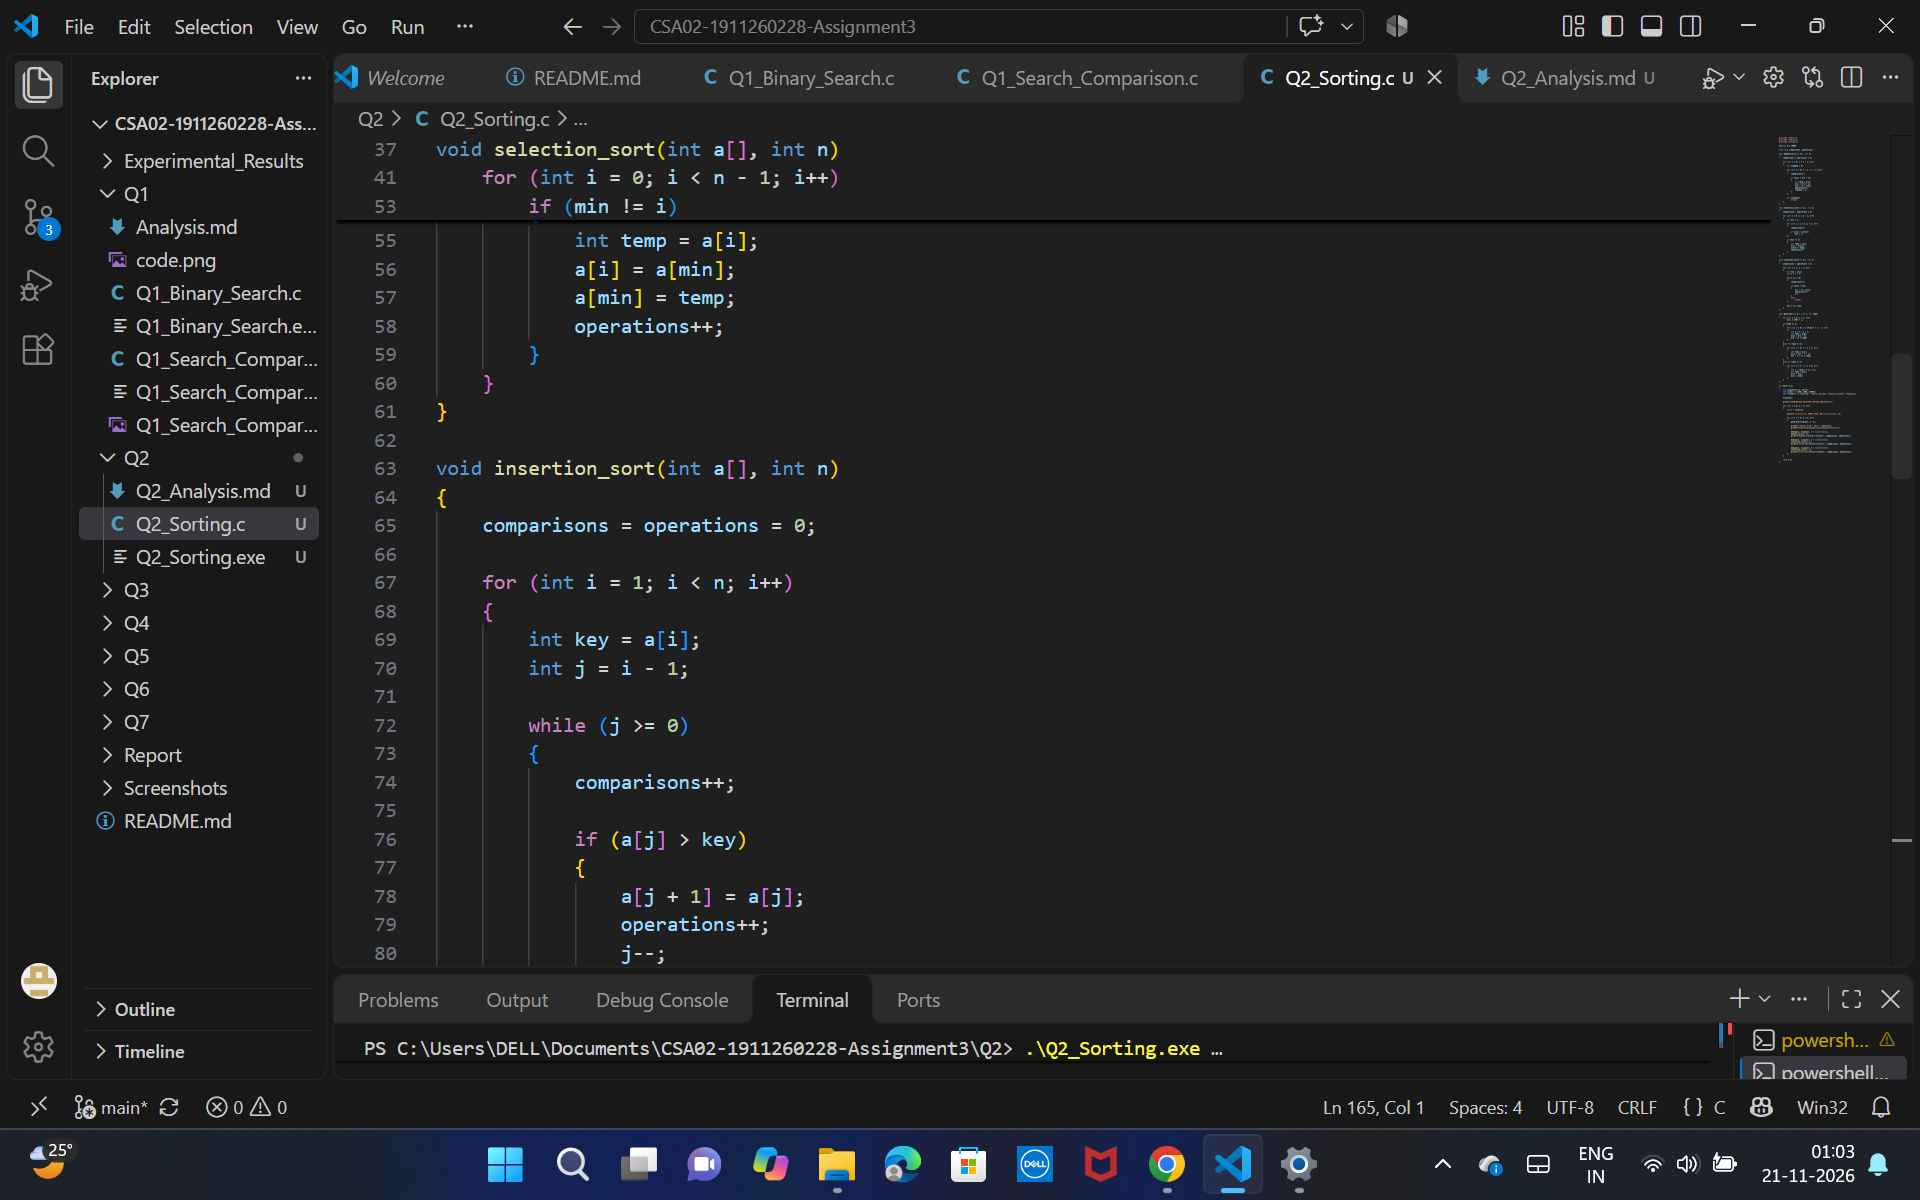 File Edit Selection View Go Run ···
CSA02-1911260228-Assignment3
Explorer
CSA02-1911260228-Ass...
Experimental_Results
Q1
Analysis.md
code.png
Q1_Binary_Search.c
Q1_Binary_Search.e...
Q1_Search_Compar...
Q1_Search_Compar...
Q1_Search_Compar...
Q2
Q2_Analysis.md U
Q2_Sorting.c U
Q2_Sorting.exe U
Q3
Q4
Q5
Q6
Q7
Report
Screenshots
README.md
Outline
Timeline
3
Welcome README.md Q1_Binary_Search.c Q1_Search_Comparison.c Q2_Sorting.c U Q2_Analysis.md U
Q2 > C Q2_Sorting.c > ...
37 void selection_sort(int a[], int n)
41 for (int i = 0; i < n - 1; i++)
53 if (min != i)
55 int temp = a[i];
56 a[i] = a[min];
57 a[min] = temp;
58 operations++;
59 }
60 }
61 }
62
63 void insertion_sort(int a[], int n)
64 {
65 comparisons = operations = 0;
66
67 for (int i = 1; i < n; i++)
68 {
69 int key = a[i];
70 int j = i - 1;
71
72 while (j >= 0)
73 {
74 comparisons++;
75
76 if (a[j] > key)
77 {
78 a[j + 1] = a[j];
79 operations++;
80 j--;
Problems Output Debug Console Terminal Ports
PS C:\Users\DELL\Documents\CSA02-1911260228-Assignment3\Q2> .\Q2_Sorting.exe …
powersh...
powershell...
main* 0 0 Ln 165, Col 1 Spaces: 4 UTF-8 CRLF { } C Win32
25°
DELL
ENG
IN
01:03
21-11-2026